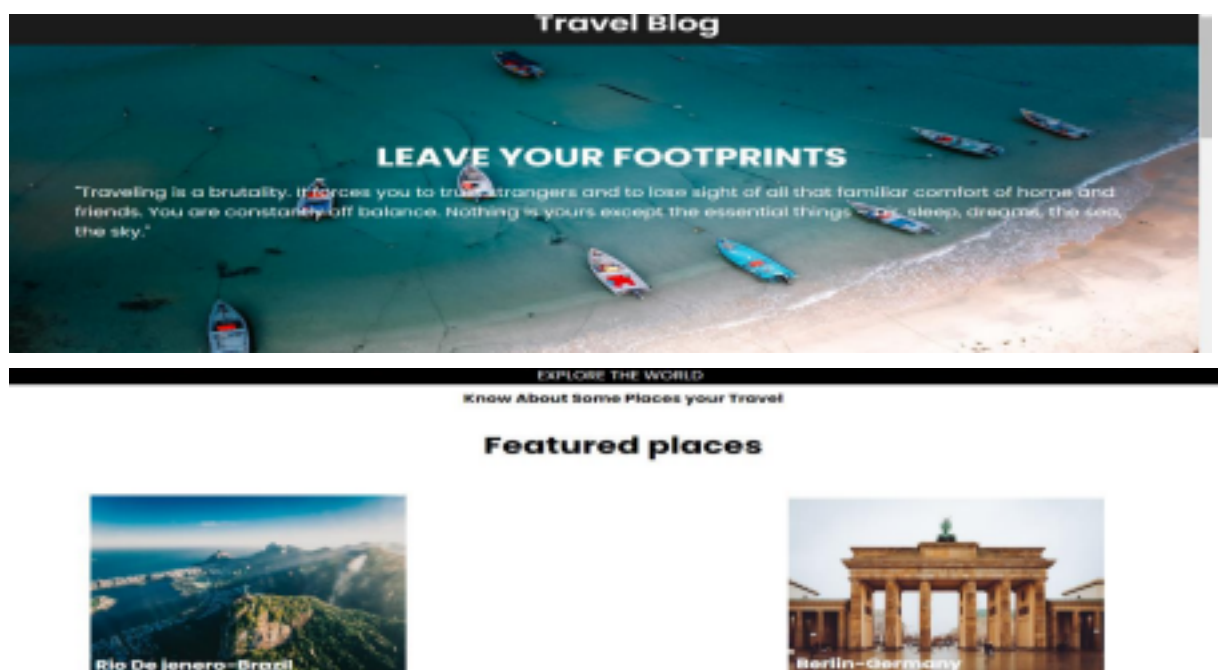 Travel Blog
LEAVE YOUR FOOTPRINTS
"Traveling is a brutality. It forces you to trust strangers and to lose sight of all that familiar comfort of home and
friends. You are constantly off balance. Nothing is yours except the essential things sleep, dreams, the sea,
the sky."
EXPLORE THE WORLD
Know About Some Places your Travel
Featured places
Rio De jenero-Brazil
Berlin-Germany